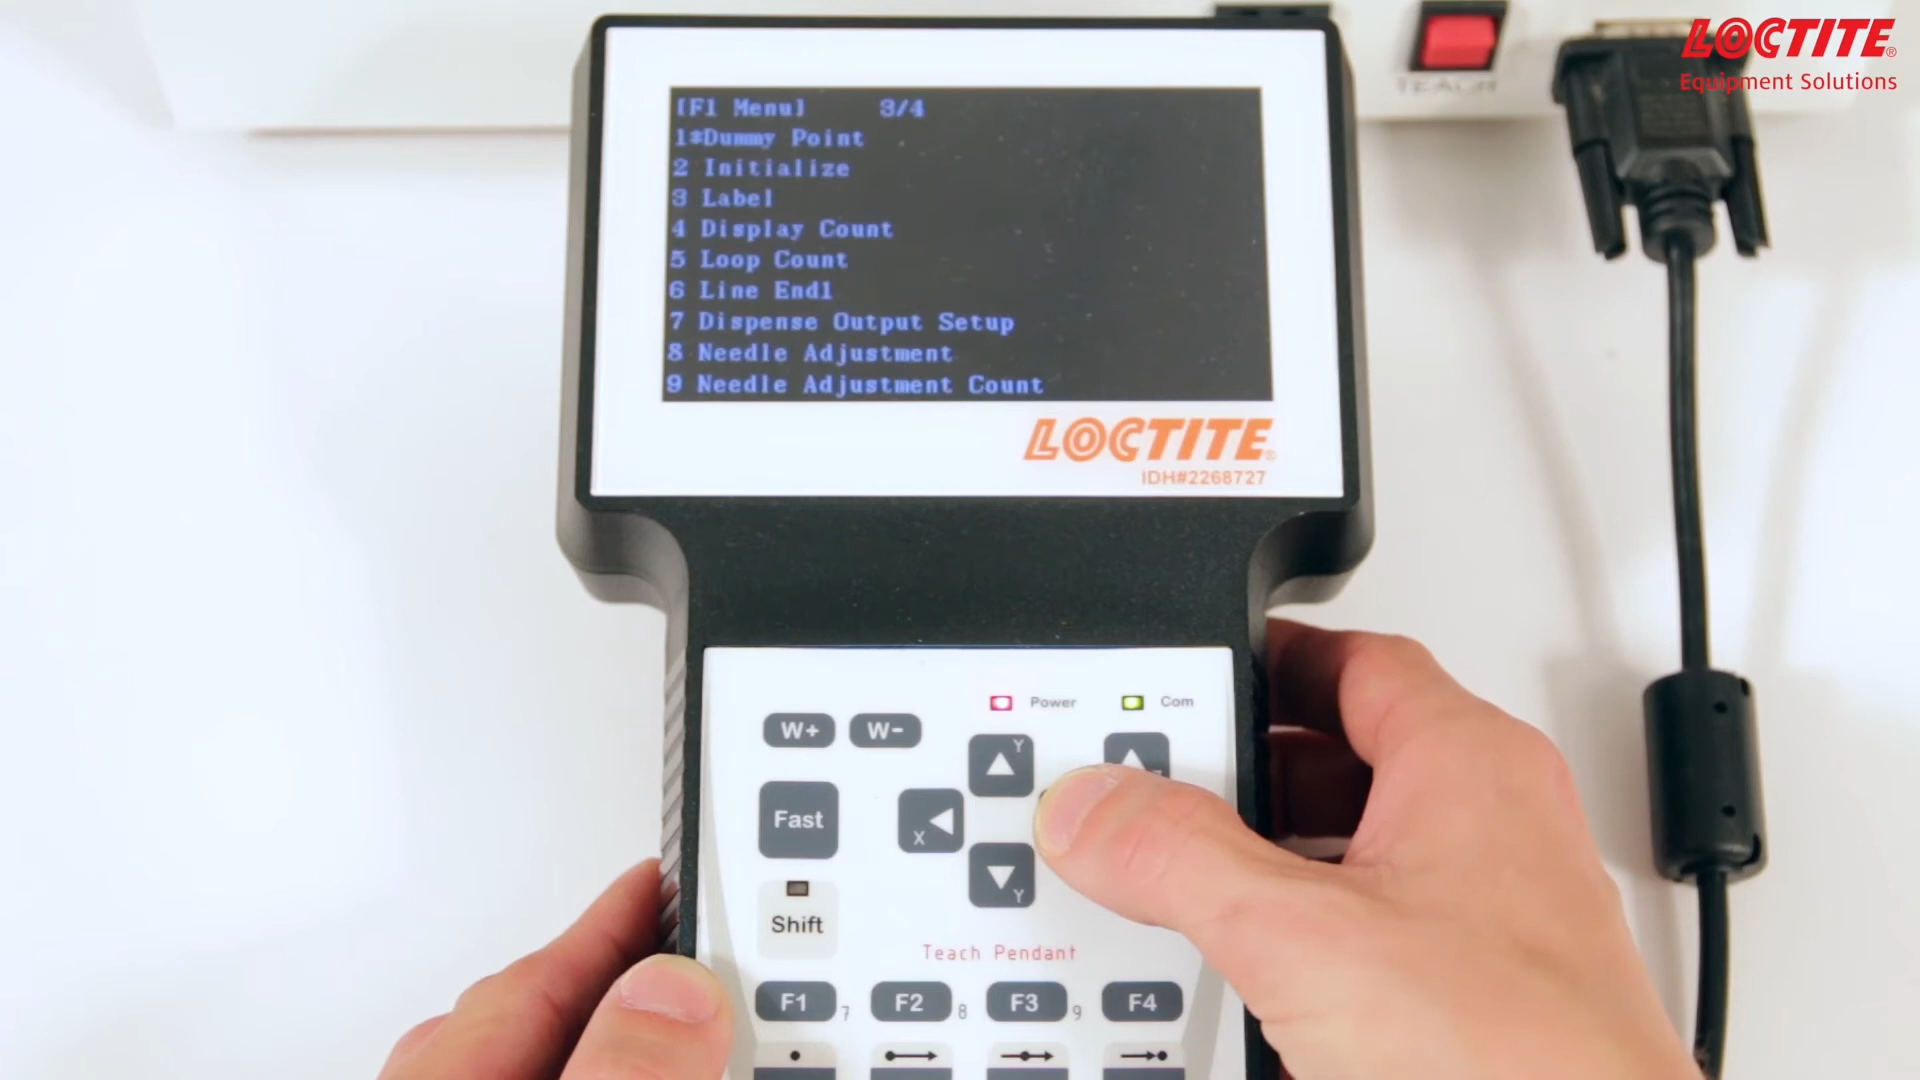 LOCTITE®
Equipment Solutions
TEACH
[F1 Menu] 3/4
1*Dummy Point
2 Initialize
3 Label
4 Display Count
5 Loop Count
6 Line End1
7 Dispense Output Setup
8 Needle Adjustment
9 Needle Adjustment Count
LOCTITE®
IDH#2268727
Power Com
W+ W-
Y
Fast
X
Y
Shift
Teach Pendant
F1 7 F2 8 F3 9 F4